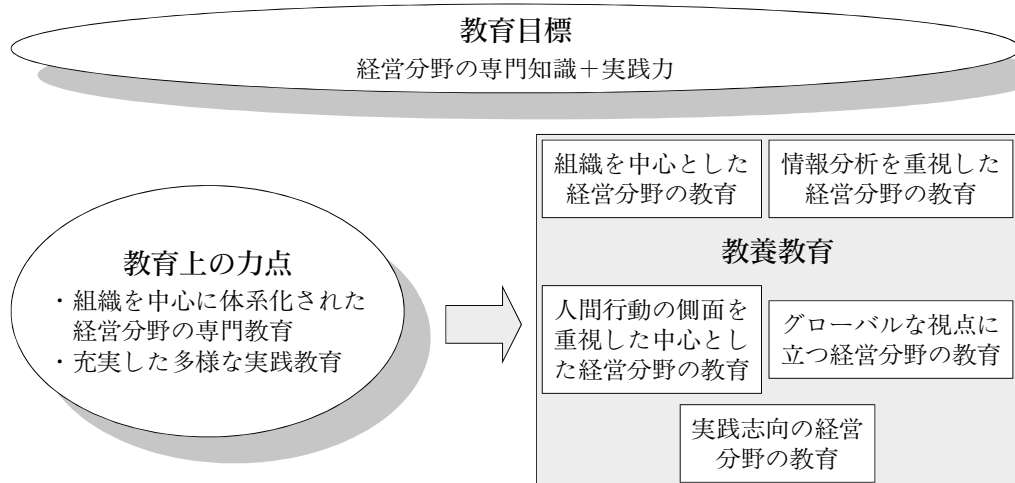 教育目標
経営分野の専門知識＋実践力
教育上の力点
・組織を中心に体系化された
経営分野の専門教育
・充実した多様な実践教育
組織を中心とした
経営分野の教育
情報分析を重視した
経営分野の教育
教養教育
人間行動の側面を
重視した中心とし
た経営分野の教育
グローバルな視点に
立つ経営分野の教育
実践志向の経営
分野の教育